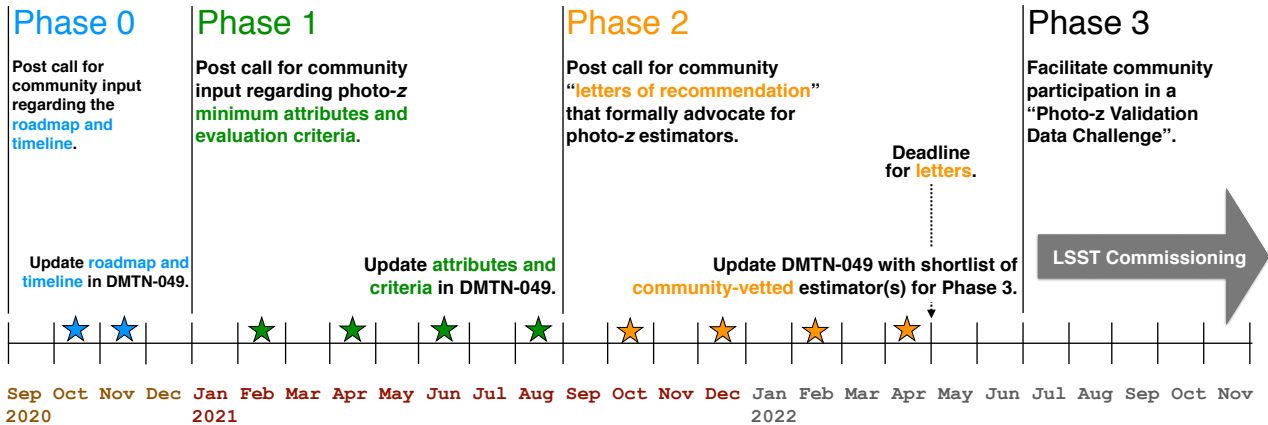 Phase 0
Post call for
community input
regarding the
roadmap and
timeline.
Update roadmap and
timeline in DMTN-049.
Phase 1
Post call for community
input regarding photo-z
minimum attributes and
evaluation criteria.
Update attributes and
criteria in DMTN-049.
Phase 2
Post call for community
“letters of recommendation”
that formally advocate for
photo-z estimators.
Deadline
for letters.
Update DMTN-049 with shortlist of
community-vetted estimator(s) for Phase 3.
Phase 3
Facilitate community
participation in a
“Photo-z Validation
Data Challenge”.
LSST Commissioning
Sep Oct Nov Dec Jan Feb Mar Apr May Jun Jul Aug Sep Oct Nov Dec Jan Feb Mar Apr May Jun Jul Aug Sep Oct Nov
2020 2021 2022